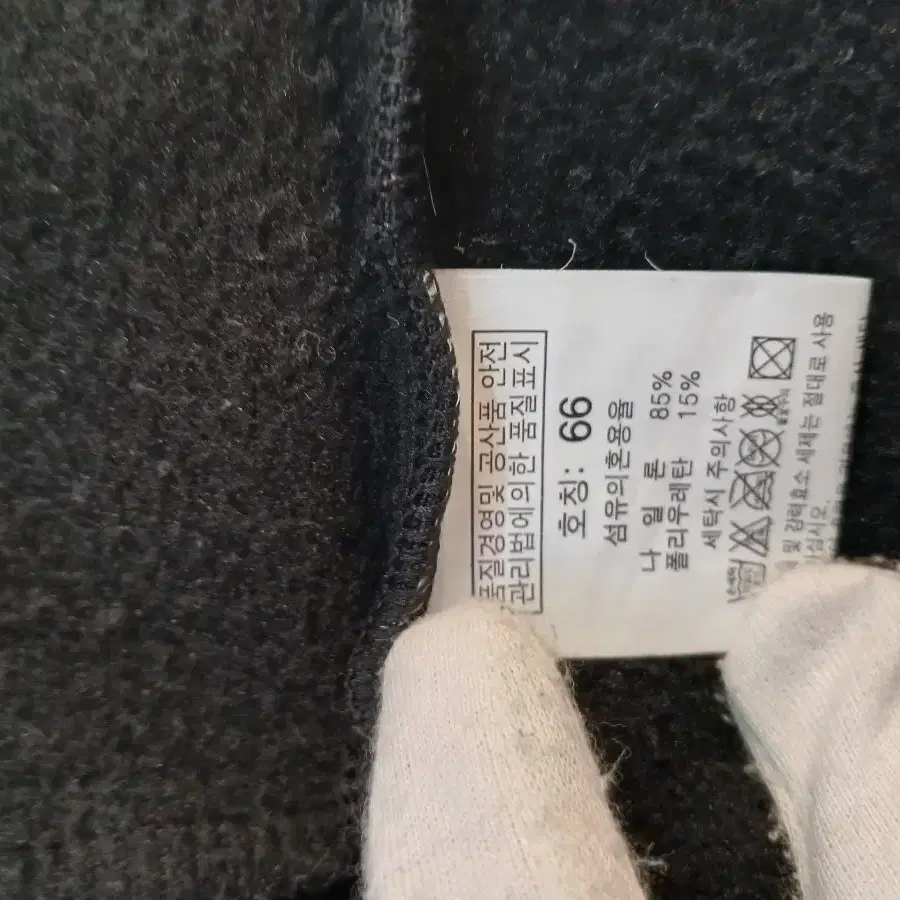 품질경영및 공산품 안전
관리법에의한 품질표시
호칭: 66
섬유의혼용율
나 일 론 85%
폴리우레탄 15%
세탁시 주의사항
및 강력효소 세제는 절대로 사용